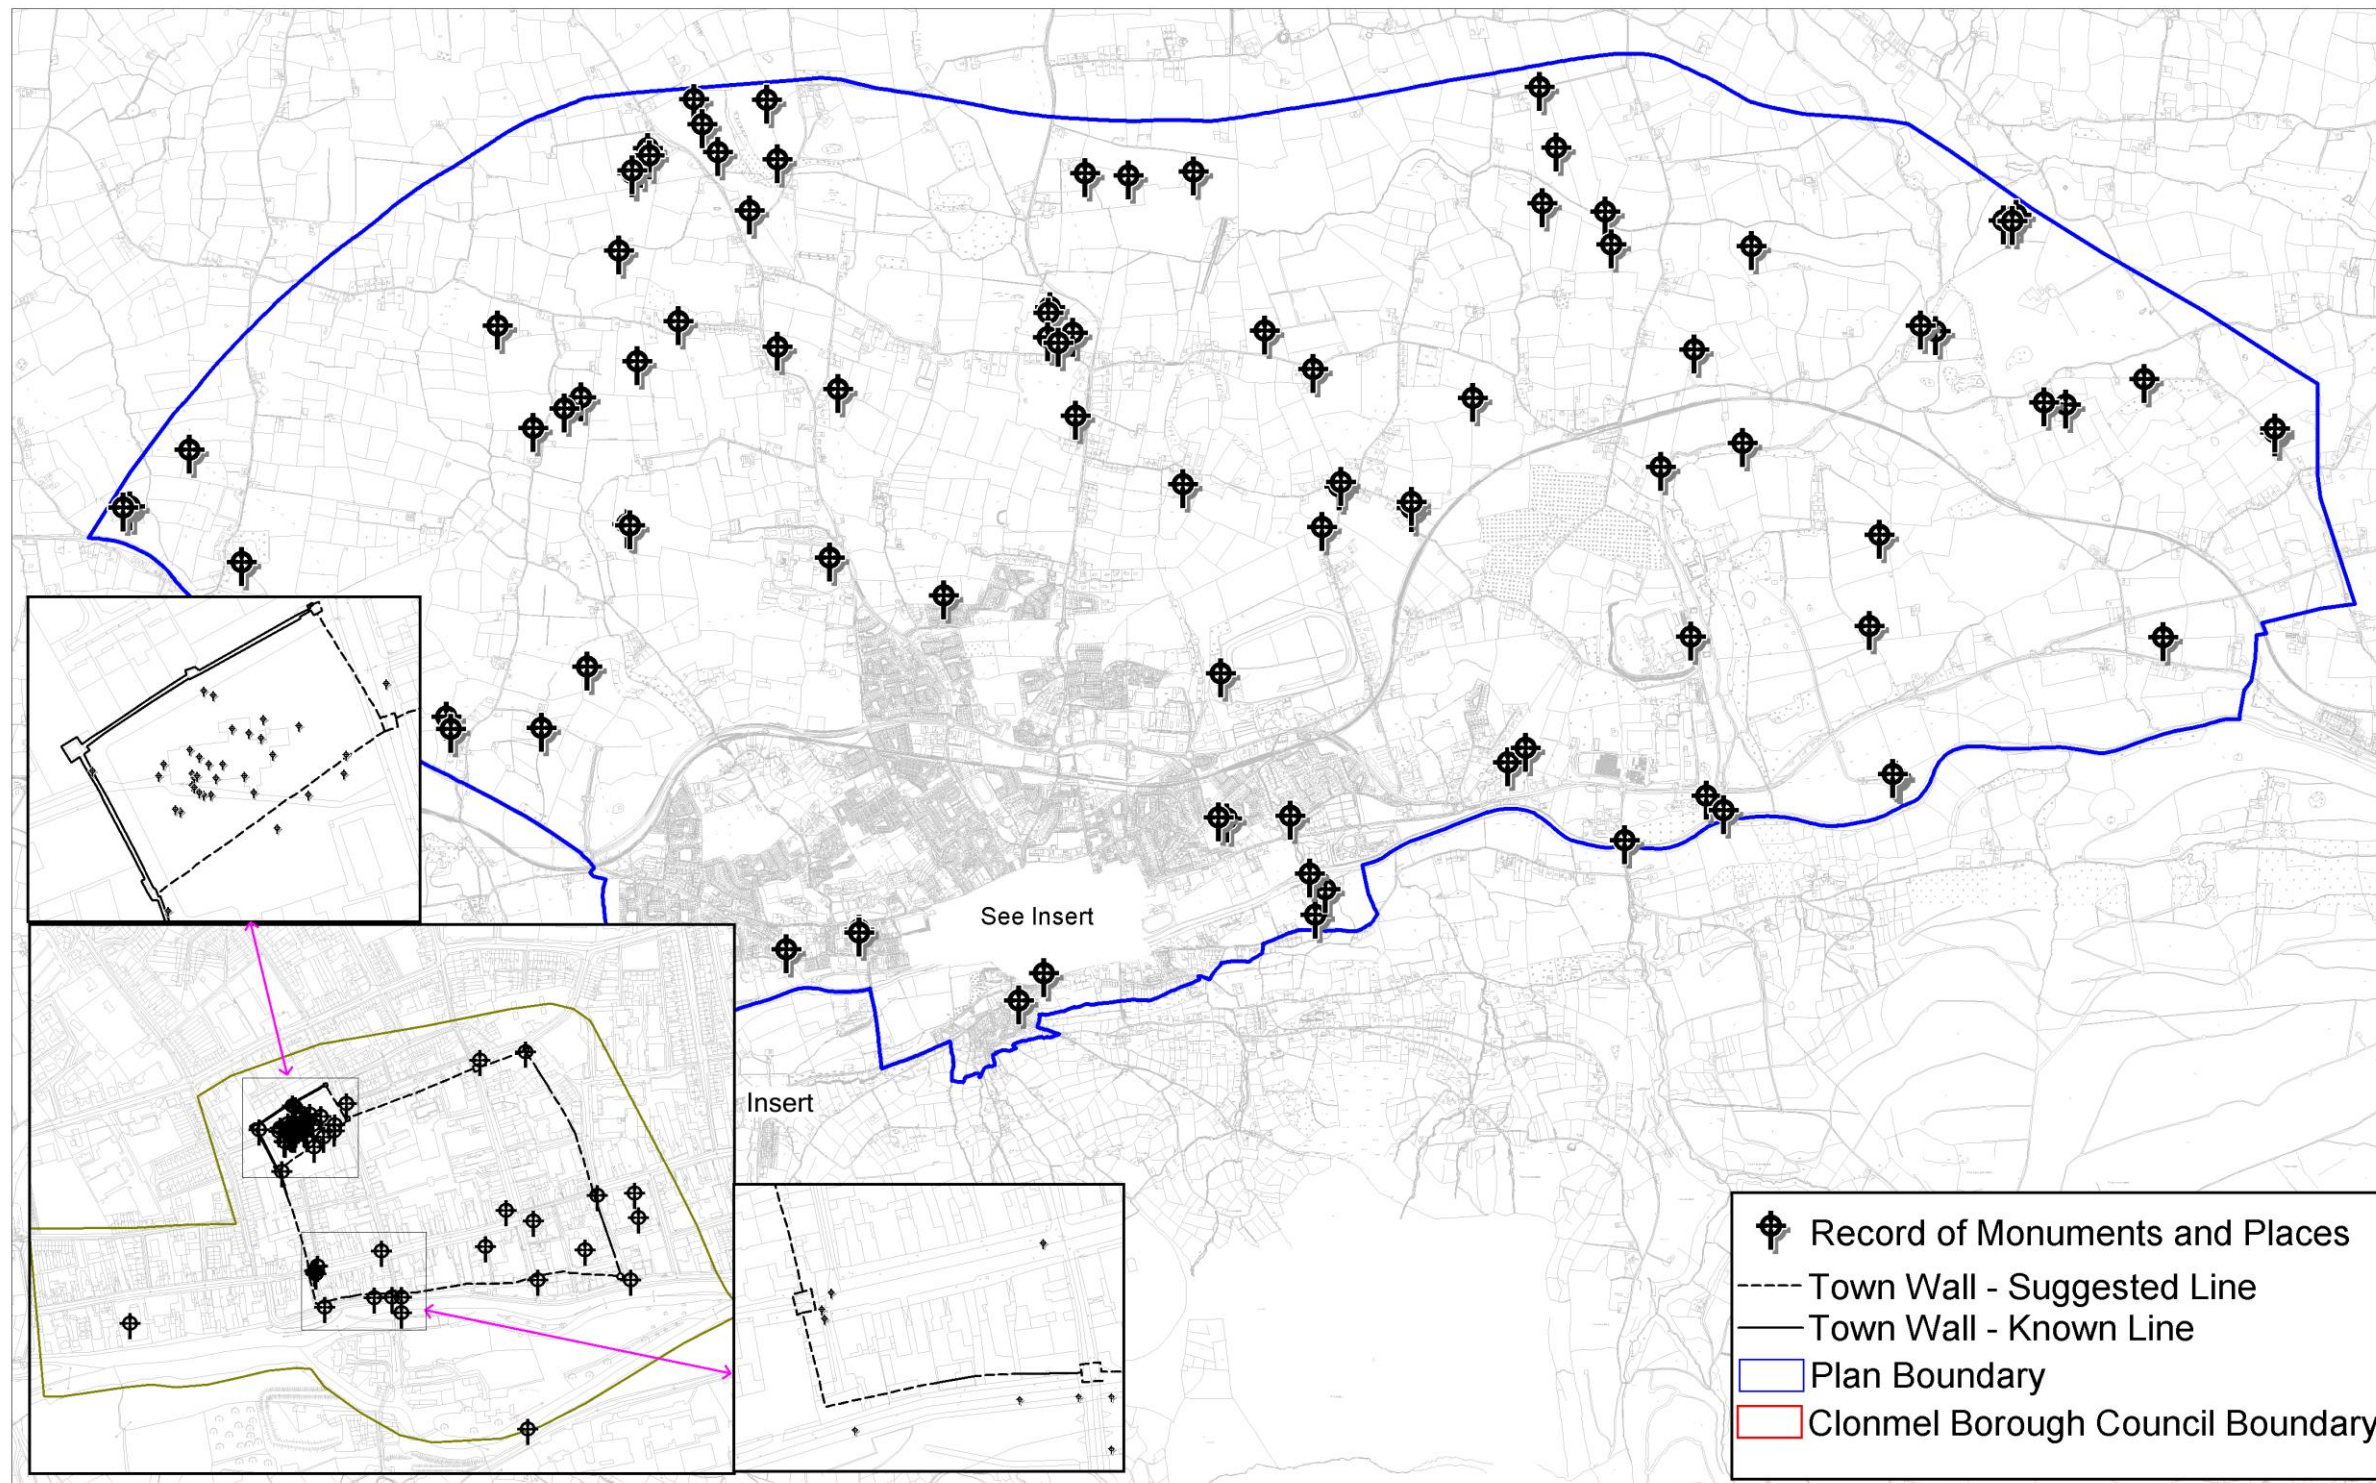 See Insert
Insert
Record of Monuments and Places
Town Wall - Suggested Line
Town Wall - Known Line
Plan Boundary
Clonmel Borough Council Boundary